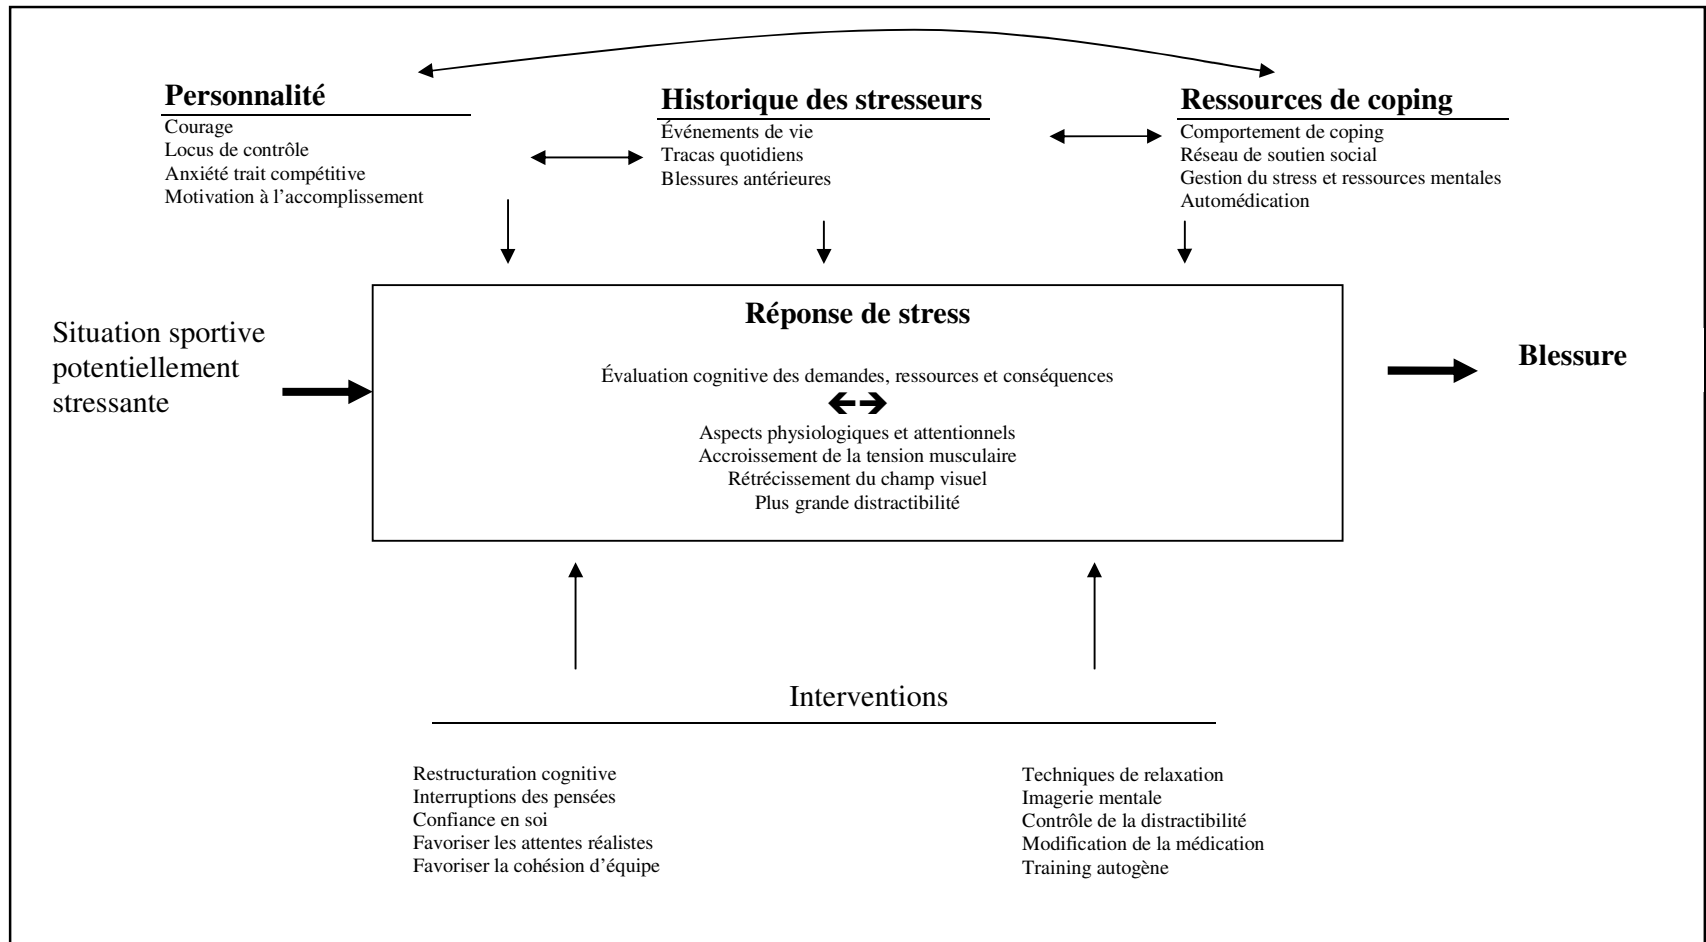 Personnalité
Courage
Locus de contrôle
Anxiété trait compétitive
Motivation à l’accomplissement
Historique des stresseurs
Événements de vie
Tracas quotidiens
Blessures antérieures
Ressources de coping
Comportement de coping
Réseau de soutien social
Gestion du stress et ressources mentales
Automédication
Situation sportive
potentiellement
stressante
Réponse de stress
Évaluation cognitive des demandes, ressources et conséquences
Aspects physiologiques et attentionnels
Accroissement de la tension musculaire
Rétrécissement du champ visuel
Plus grande distractibilité
Blessure
Interventions
Restructuration cognitive
Interruptions des pensées
Confiance en soi
Favoriser les attentes réalistes
Favoriser la cohésion d’équipe
Techniques de relaxation
Imagerie mentale
Contrôle de la distractibilité
Modification de la médication
Training autogène